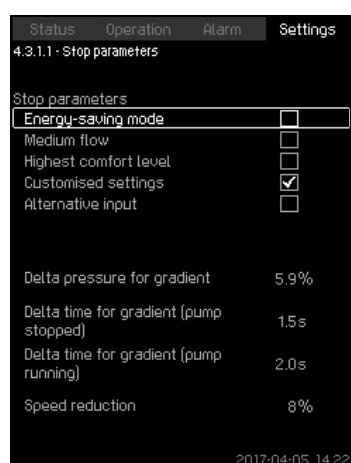 Status Operation Alarm Settings
4.3.1.1 - Stop parameters
Stop parameters
Energy-saving mode
Medium flow
Highest comfort level
Customised settings
Alternative input
Delta pressure for gradient 5.9%
Delta time for gradient (pump
stopped) 1.5s
Delta time for gradient (pump
running) 2.0s
Speed reduction 8%
2017-04-05 14:22